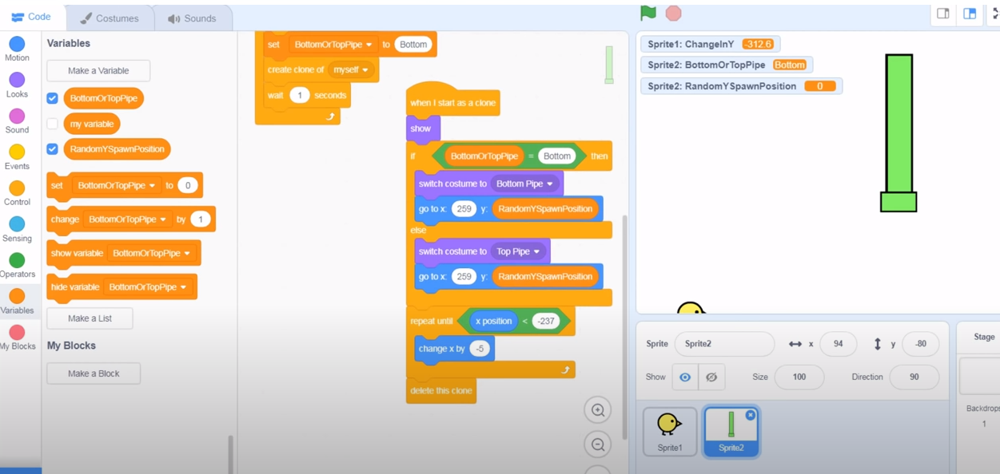 Code
Costumes
Sounds
Motion
Looks
Sound
Events
Control
Sensing
Operators
Variables
My Blocks
Variables
Make a Variable
BottomOrTopPipe
my variable
RandomYSpawnPosition
set BottomOrTopPipe to 0
change BottomOrTopPipe by 1
show variable BottomOrTopPipe
hide variable BottomOrTopPipe
Make a List
My Blocks
Make a Block
set BottomOrTopPipe to Bottom
create clone of myself
wait 1 seconds
when I start as a clone
show
if BottomOrTopPipe = Bottom then
switch costume to Bottom Pipe
go to x: 259 y: RandomYSpawnPosition
else
switch costume to Top Pipe
go to x: 259 y: RandomYSpawnPosition
repeat until x position < -237
change x by -5
delete this clone
Sprite1: ChangeInY -312.6
Sprite2: BottomOrTopPipe Bottom
Sprite2: RandomYSpawnPosition 0
Sprite Sprite2 x 94 y -80
Show Size 100 Direction 90
Sprite1
Sprite2
Stage
Backdrops
1